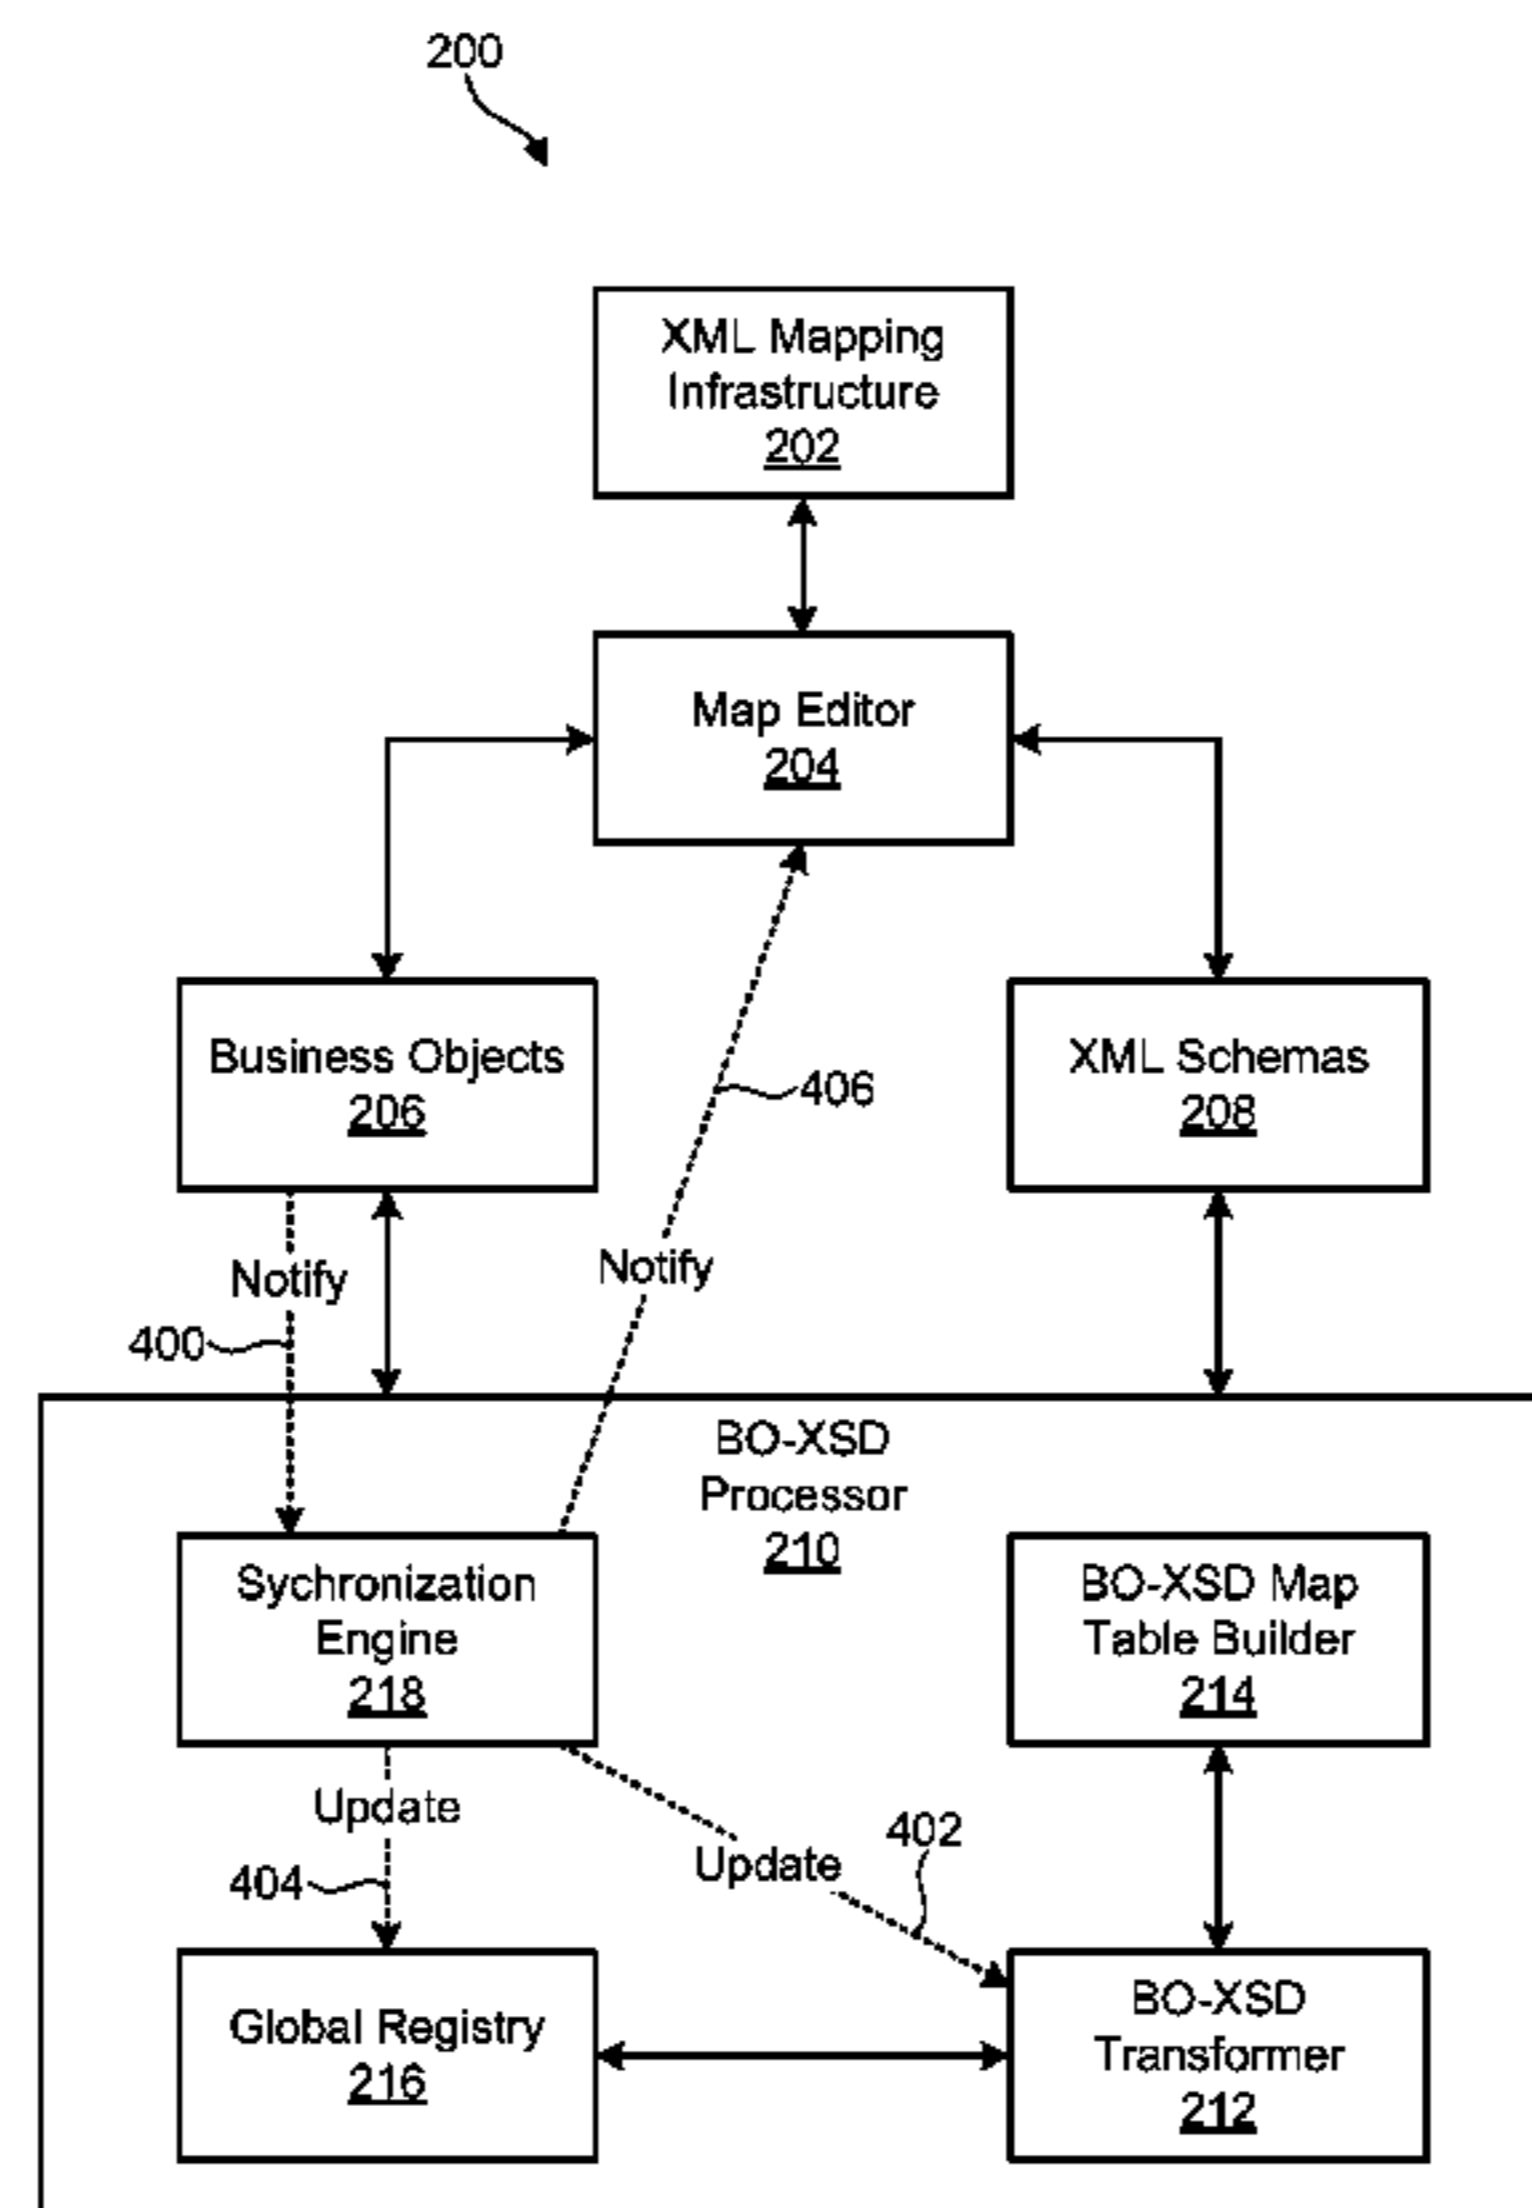 200
XML Mapping
Infrastructure
202
Map Editor
204
Business Objects
206
XML Schemas
208
406
Notify
Notify
400
BO-XSD
Processor
210
Sychronization
Engine
218
BO-XSD Map
Table Builder
214
Update
402
Update
404
Global Registry
216
BO-XSD
Transformer
212